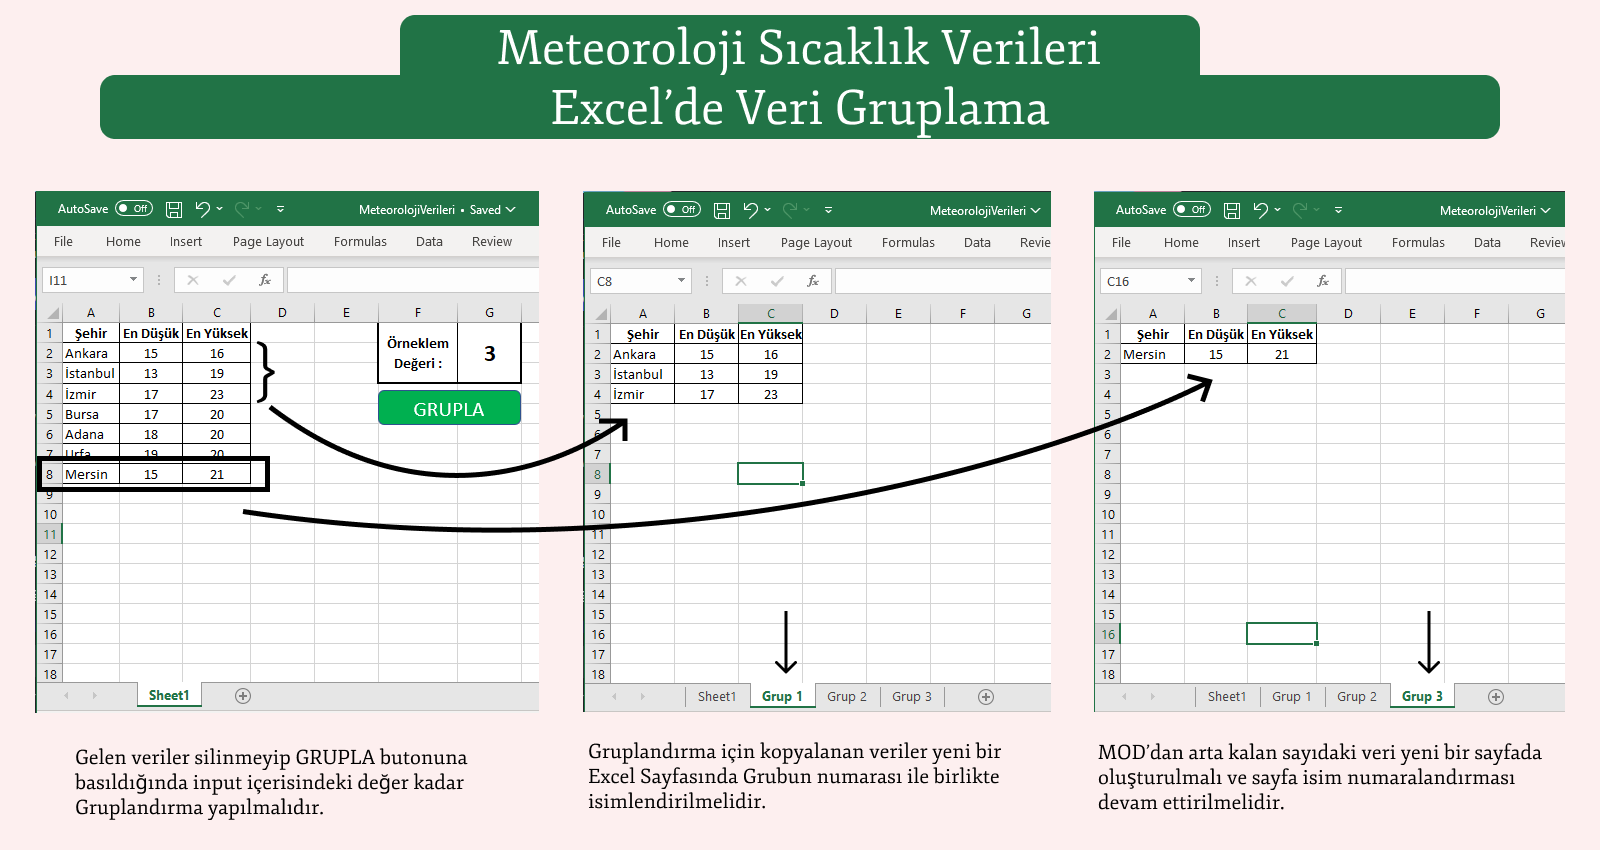 Meteoroloji Sıcaklık Verileri
Excel’de Veri Gruplama
AutoSave Off MeteorolojiVerileri • Saved
File Home Insert Page Layout Formulas Data Review
I11 fx
A B C D E F G
1 Şehir En Düşük En Yüksek
2 Ankara 15 16
3 İstanbul 13 19
4 İzmir 17 23
5 Bursa 17 20
6 Adana 18 20
7 Urfa 19 20
8 Mersin 15 21
9
10
11
12
13
14
15
16
17
18
Örneklem
Değeri :
3
GRUPLA
Sheet1
AutoSave Off MeteorolojiVerileri
File Home Insert Page Layout Formulas Data Revie
C8 fx
A B C D E F G
1 Şehir En Düşük En Yüksek
2 Ankara 15 16
3 İstanbul 13 19
4 İzmir 17 23
5
6
7
8
9
10
11
12
13
14
15
16
17
18
Sheet1 Grup 1 Grup 2 Grup 3
AutoSave Off MeteorolojiVerileri
File Home Insert Page Layout Formulas Data Review
C16 fx
A B C D E F G
1 Şehir En Düşük En Yüksek
2 Mersin 15 21
3
4
5
6
7
8
9
10
11
12
13
14
15
16
17
18
Sheet1 Grup 1 Grup 2 Grup 3
Gelen veriler silinmeyip GRUPLA butonuna
basıldığında input içerisindeki değer kadar
Gruplandırma yapılmalıdır.
Gruplandırma için kopyalanan veriler yeni bir
Excel Sayfasında Grubun numarası ile birlikte
isimlendirilmelidir.
MOD’dan arta kalan sayıdaki veri yeni bir sayfada
oluşturulmalı ve sayfa isim numaralandırması
devam ettirilmelidir.